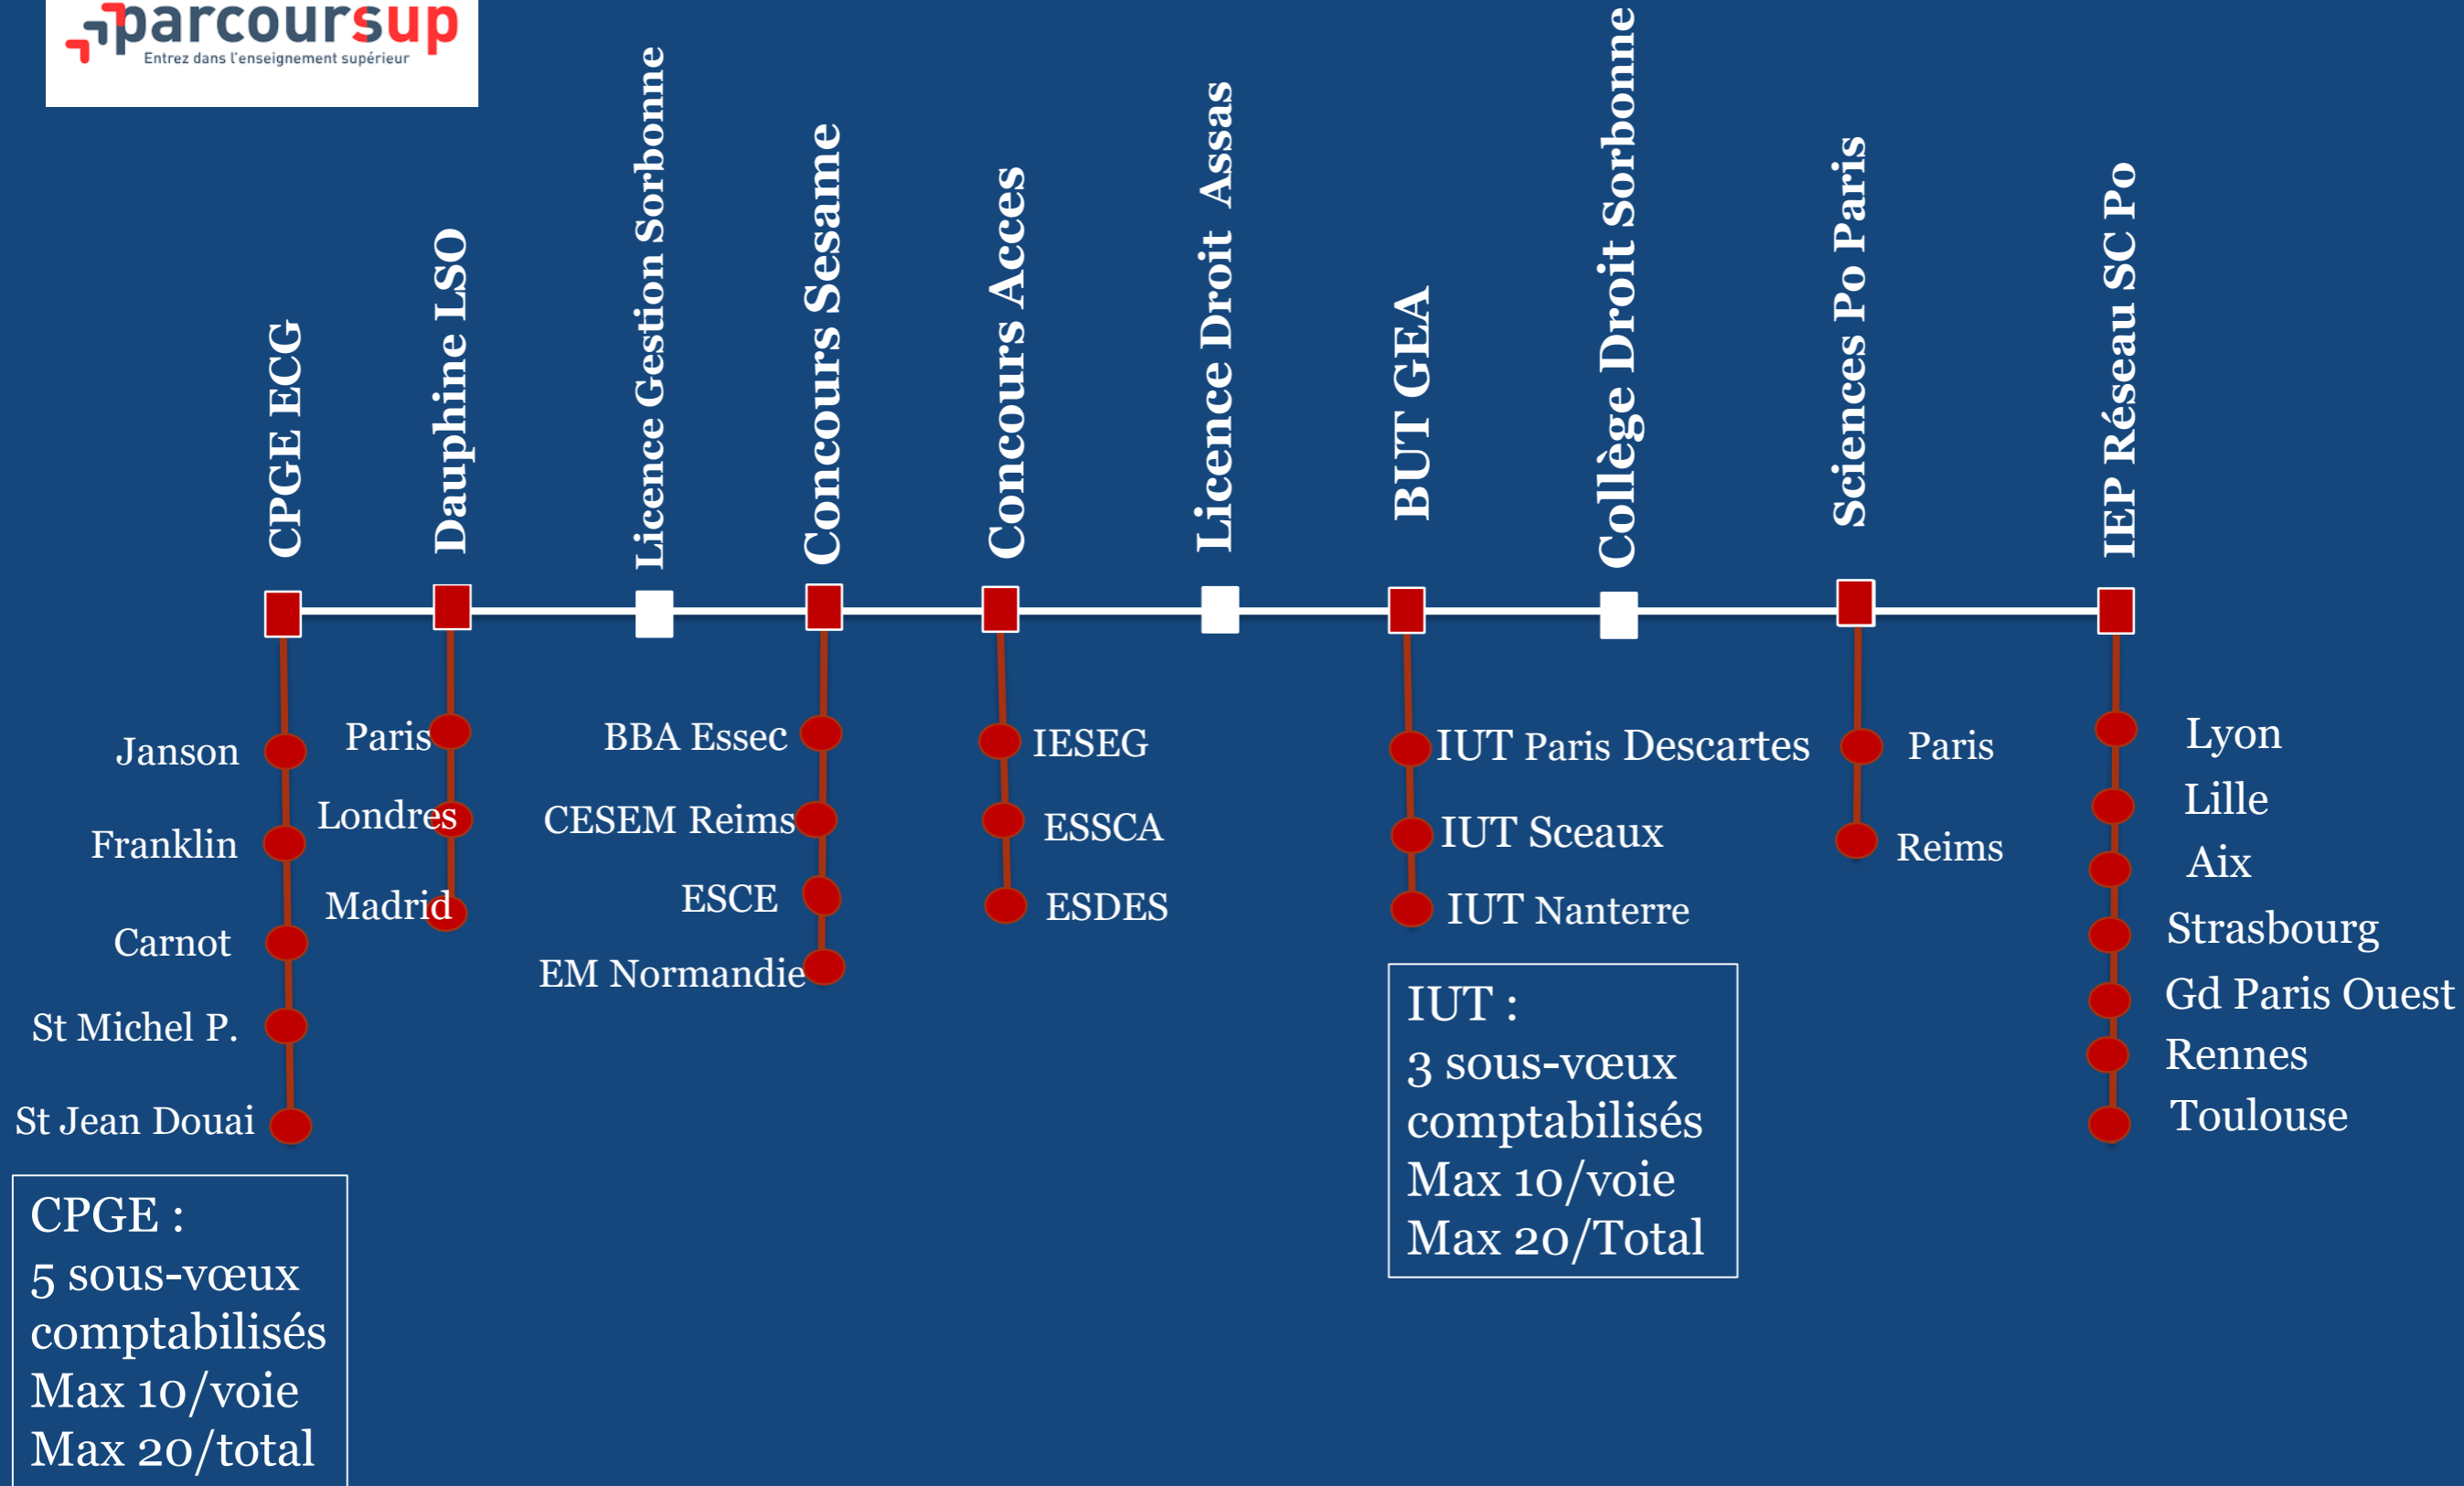 parcoursup
Entrez dans l'enseignement supérieur
CPGE ECG
Dauphine LSO
Licence Gestion Sorbonne
Concours Sesame
Concours Acces
Licence Droit Assas
BUT GEA
Collège Droit Sorbonne
Sciences Po Paris
IEP Réseau SC Po
Janson
Franklin
Carnot
St Michel P.
St Jean Douai
CPGE :
5 sous-vœux
comptabilisés
Max 10/voie
Max 20/total
Paris
Londres
Madrid
BBA Essec
CESEM Reims
ESCE
EM Normandie
IESEG
ESSCA
ESDES
IUT Paris Descartes
IUT Sceaux
IUT Nanterre
IUT :
3 sous-vœux
comptabilisés
Max 10/voie
Max 20/Total
Paris
Reims
Lyon
Lille
Aix
Strasbourg
Gd Paris Ouest
Rennes
Toulouse